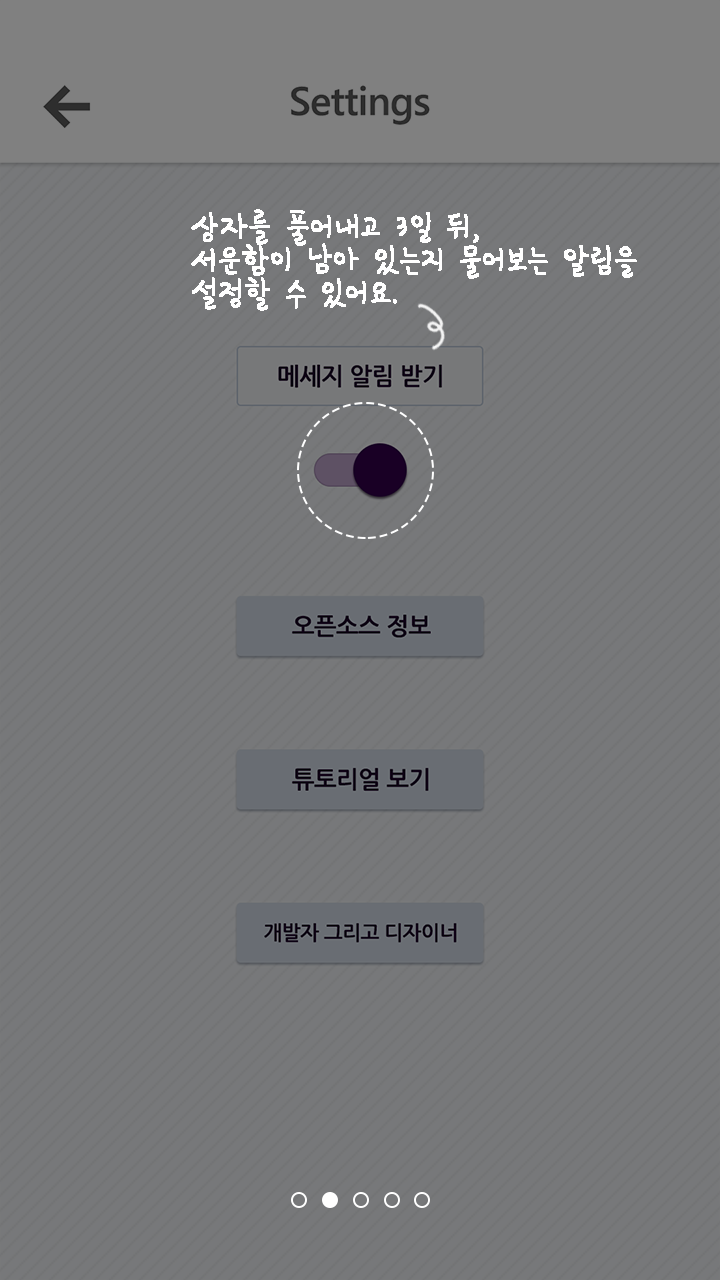 Settings
상자를 풀어내고 3일 뒤,
서운함이 남아 있는지 물어보는 알림을
설정할 수 있어요.
메세지 알림 받기
오픈소스 정보
튜토리얼 보기
개발자 그리고 디자이너